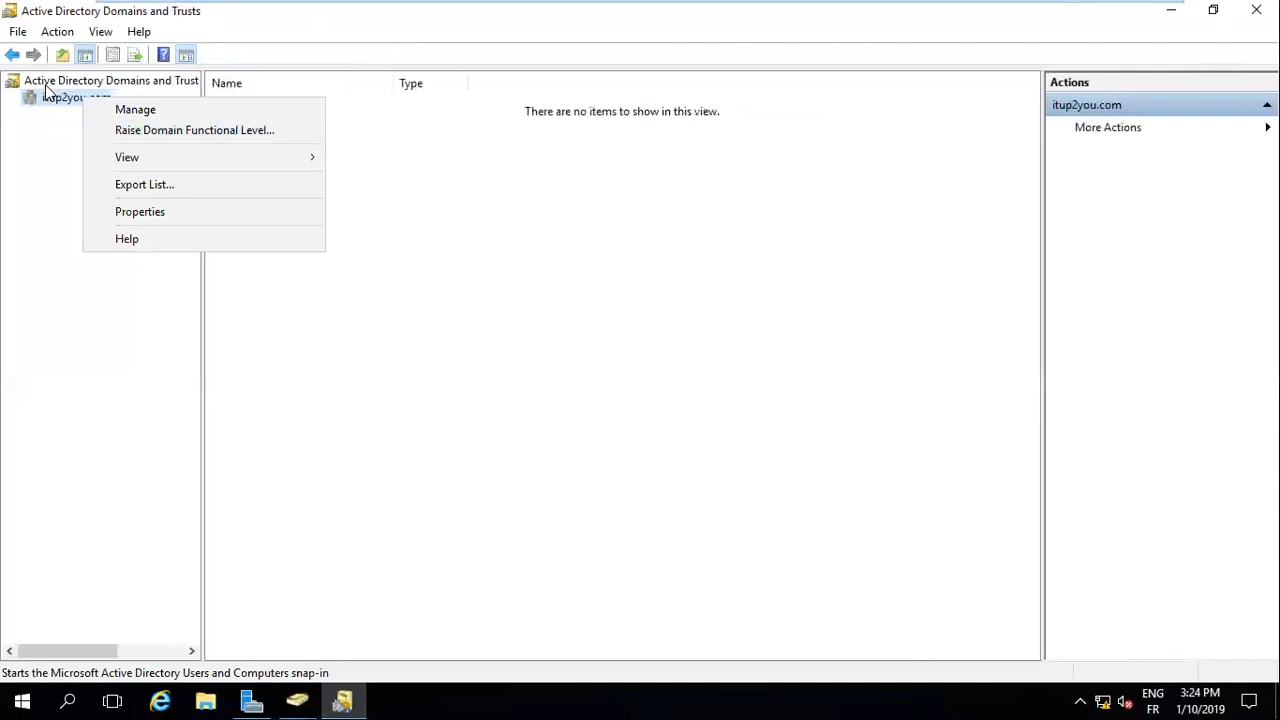 Active Directory Domains and Trusts
File Action View Help
Active Directory Domains and Trust
Name Type
There are no items to show in this view.
Manage
Raise Domain Functional Level...
View
Export List...
Properties
Help
Actions
itup2you.com
More Actions
Starts the Microsoft Active Directory Users and Computers snap-in
ENG
FR
3:24 PM
1/10/2019